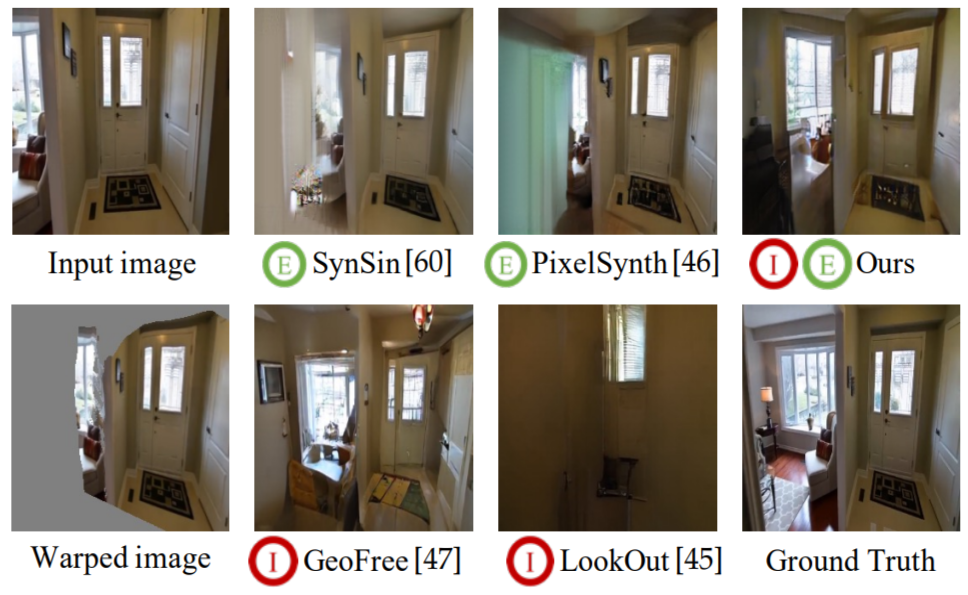 Input image
E SynSin [60]
E PixelSynth [46]
I E Ours
Warped image
I GeoFree [47]
I LookOut [45]
Ground Truth